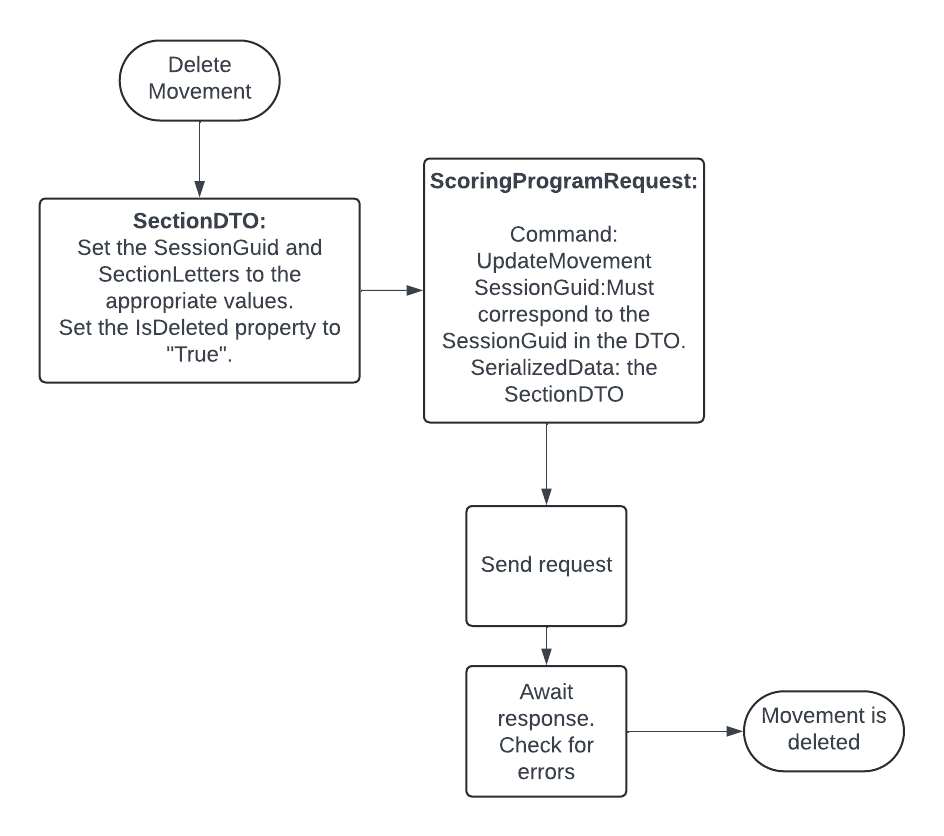 Delete
Movement
SectionDTO:
Set the SessionGuid and
SectionLetters to the
appropriate values.
Set the IsDeleted property to
"True".
ScoringProgramRequest:
Command:
UpdateMovement
SessionGuid:Must
correspond to the
SessionGuid in the DTO.
SerializedData: the
SectionDTO
Send request
Await
response.
Check for
errors
Movement is
deleted